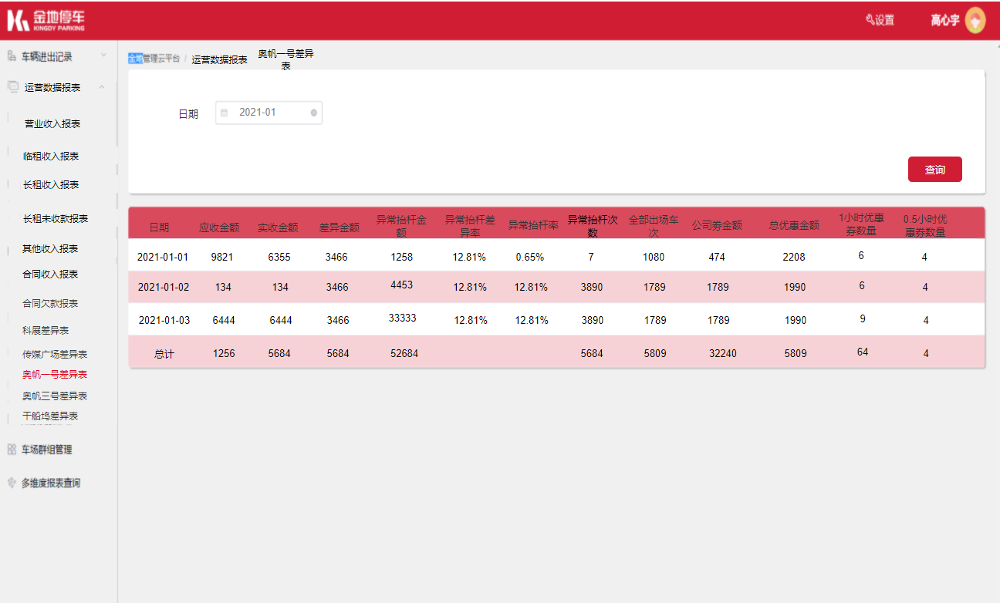 金地停车
KINGDY PARKING
设置
高心宇
车辆进出记录
运营数据报表
营业收入报表
临租收入报表
长租收入报表
长租未收款报表
其他收入报表
合同收入报表
合同欠款报表
科展差异表
传媒广场差异表
奥帆一号差异表
奥帆三号差异表
干船坞差异表
车场群组管理
多维度报表查询
金地管理云平台 / 运营数据报表 奥帆一号差异
表
日期 2021-01
查询
日期 应收金额 实收金额 差异金额 异常抬杆金额 异常抬杆差异率 异常抬杆率 异常抬杆次数 全部出场车次 公司券金额 总优惠金额 1小时优惠券数量 0.5小时优惠券数量
2021-01-01 9821 6355 3466 1258 12.81% 0.65% 7 1080 474 2208 6 4
2021-01-02 134 134 3466 4453 12.81% 12.81% 3890 1789 1789 1990 6 4
2021-01-03 6444 6444 3466 33333 12.81% 12.81% 3890 1789 1789 1990 9 4
总计 1256 5684 5684 52684 5684 5809 32240 5809 64 4